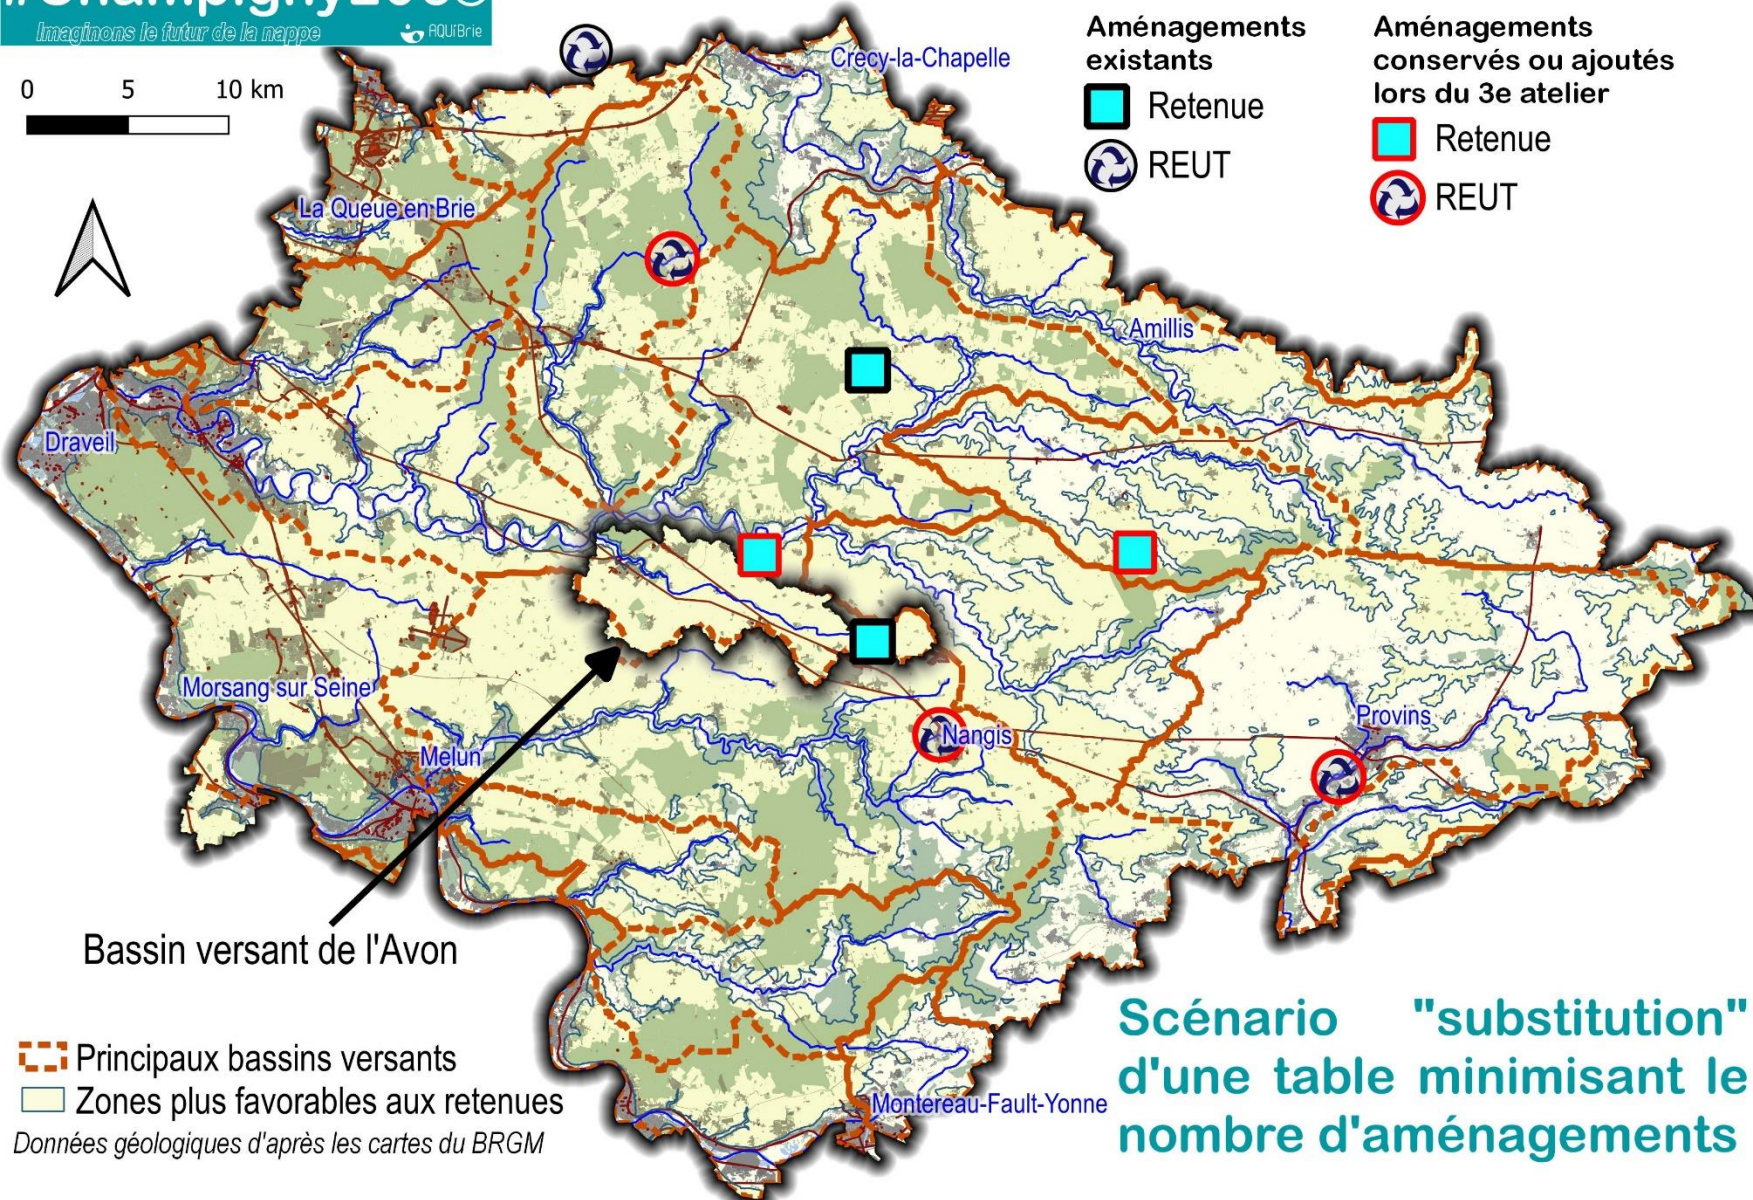 Imaginons le futur de la nappe
AQUIBrie
0 5 10 km
Aménagements
existants
Retenue
REUT
Aménagements
conservés ou ajoutés
lors du 3e atelier
Retenue
REUT
Crecy-la-Chapelle
La Queue en Brie
Amillis
Draveil
Morsang sur Seine
Melun
Nangis
Provins
Bassin versant de l'Avon
Principaux bassins versants
Zones plus favorables aux retenues
Données géologiques d'après les cartes du BRGM
Montereau-Fault-Yonne
Scénario "substitution"
d'une table minimisant le
nombre d'aménagements